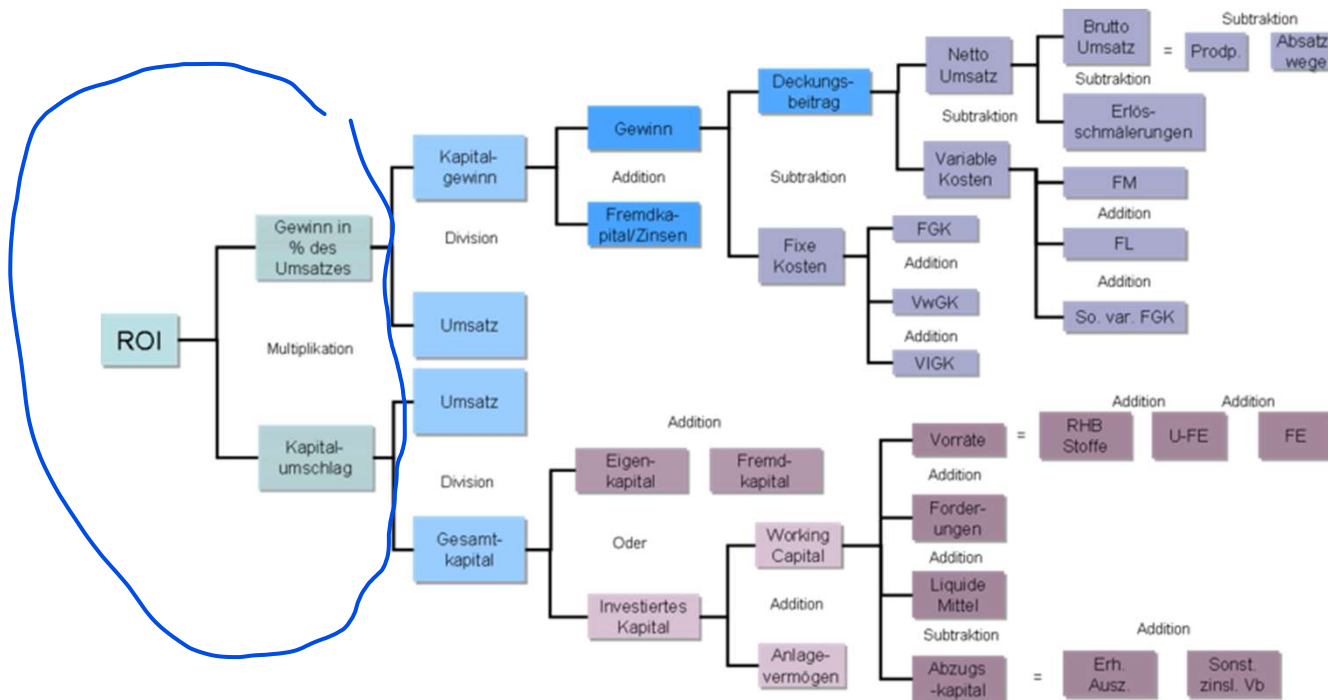 Subtraktion
Brutto
Umsatz
=
Prodp.
Absatz
wege
Netto
Umsatz
Subtraktion
Deckungs-
beitrag
Subtraktion
Erlös-
schmälerungen
Gewinn
Kapital-
gewinn
Variable
Kosten
Addition
Subtraktion
FM
Addition
Fremdka-
pital/Zinsen
FL
Gewinn in
% des
Umsatzes
Division
Fixe
Kosten
FGK
Addition
Addition
VwGK
So. var. FGK
Addition
VIGK
Umsatz
ROI
Multiplikation
Umsatz
Addition
Addition
Addition
Kapital-
umschlag
Vorräte
=
RHB
Stoffe
U-FE
FE
Eigen-
kapital
Fremd-
kapital
Addition
Division
Forder-
ungen
Gesamt-
kapital
Oder
Working
Capital
Addition
Liquide
Mittel
Investiertes
Kapital
Addition
Subtraktion
Addition
Anlage-
vermögen
Abzugs
-kapital
=
Erh.
Ausz.
Sonst.
zinsl. Vb